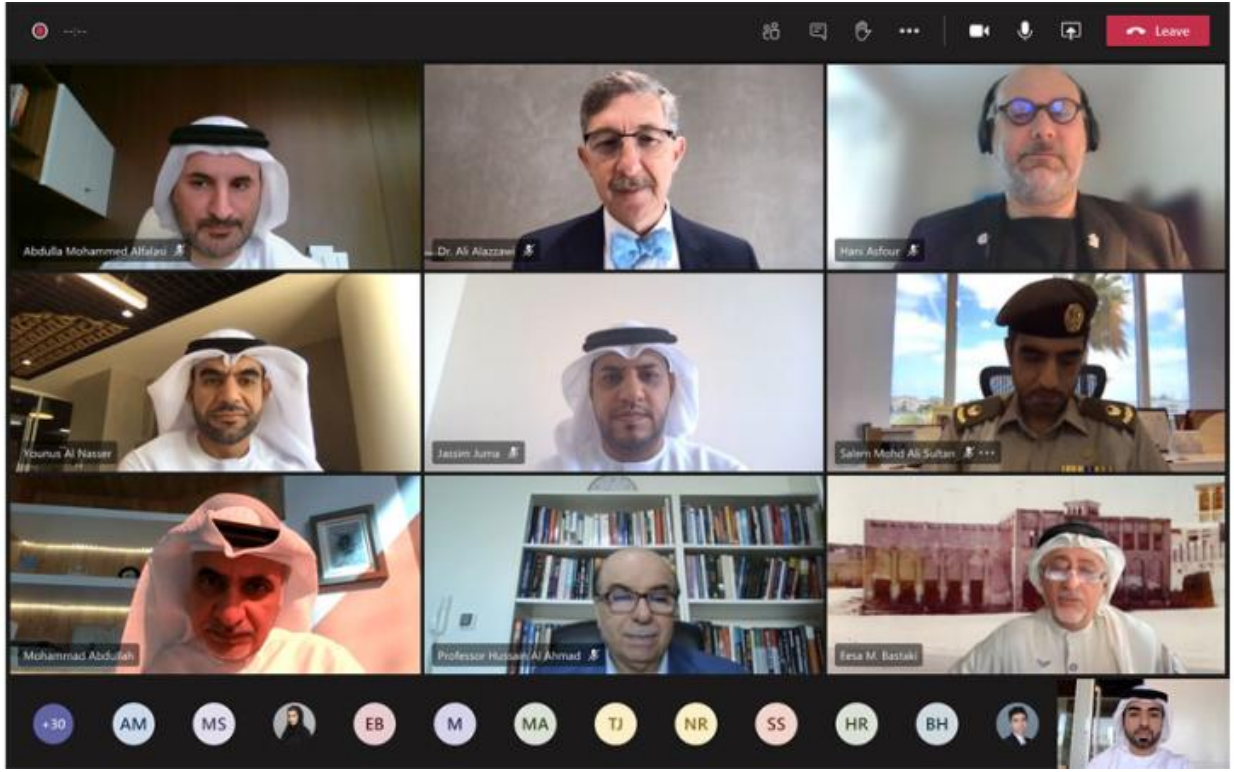 --:--
Leave
Abdulla Mohammed Alfalasi
Dr. Ali Alazzawi
Hani Asfour
Younus Al Nasser
Jassim Juma
Salem Mohd Ali Sultan
Mohammad Abdullah
Professor Hussain Al Ahmad
Eesa M. Bastaki
+30
AM
MS
EB
M
MA
TJ
NR
SS
HR
BH